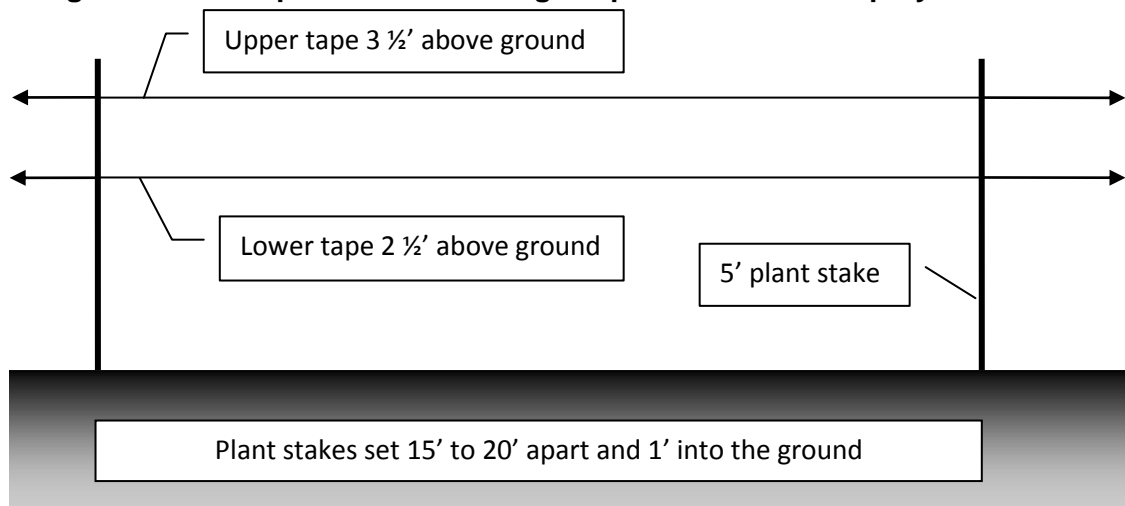 Upper tape 3 ½’ above ground
Lower tape 2 ½’ above ground
5’ plant stake
Plant stakes set 15’ to 20’ apart and 1’ into the ground